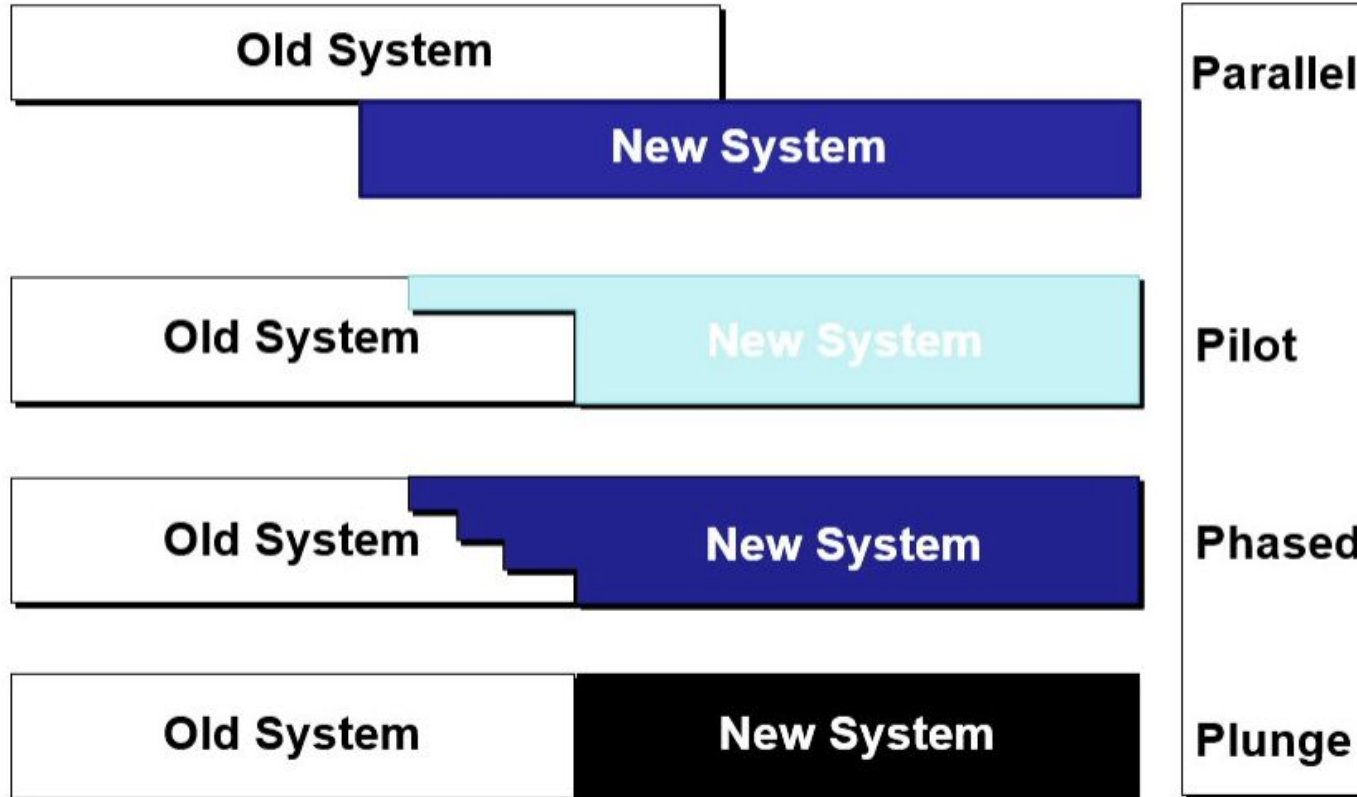 Old System
Parallel
New System
Old System
New System
Pilot
Old System
New System
Phased
Old System
New System
Plunge